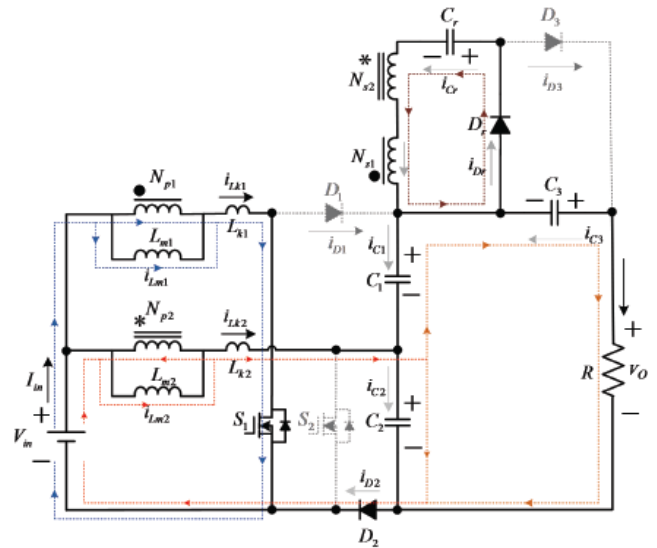 C_r
D_3
*
− +
N_s2
i_Cr
i_D3
D_r
N_s1
i_Dr
C_3
N_p1
i_Lk1
D_1
− +
L_m1
L_k1
i_D1
i_C1
+
i_C3
i_Lm1
C_1
N_p2
−
*
i_Lk2
+
I_in
L_m2
L_k2
i_C2
R
v_O
+
i_Lm2
S_1
S_2
+
−
V_in
C_2
−
−
i_D2
D_2